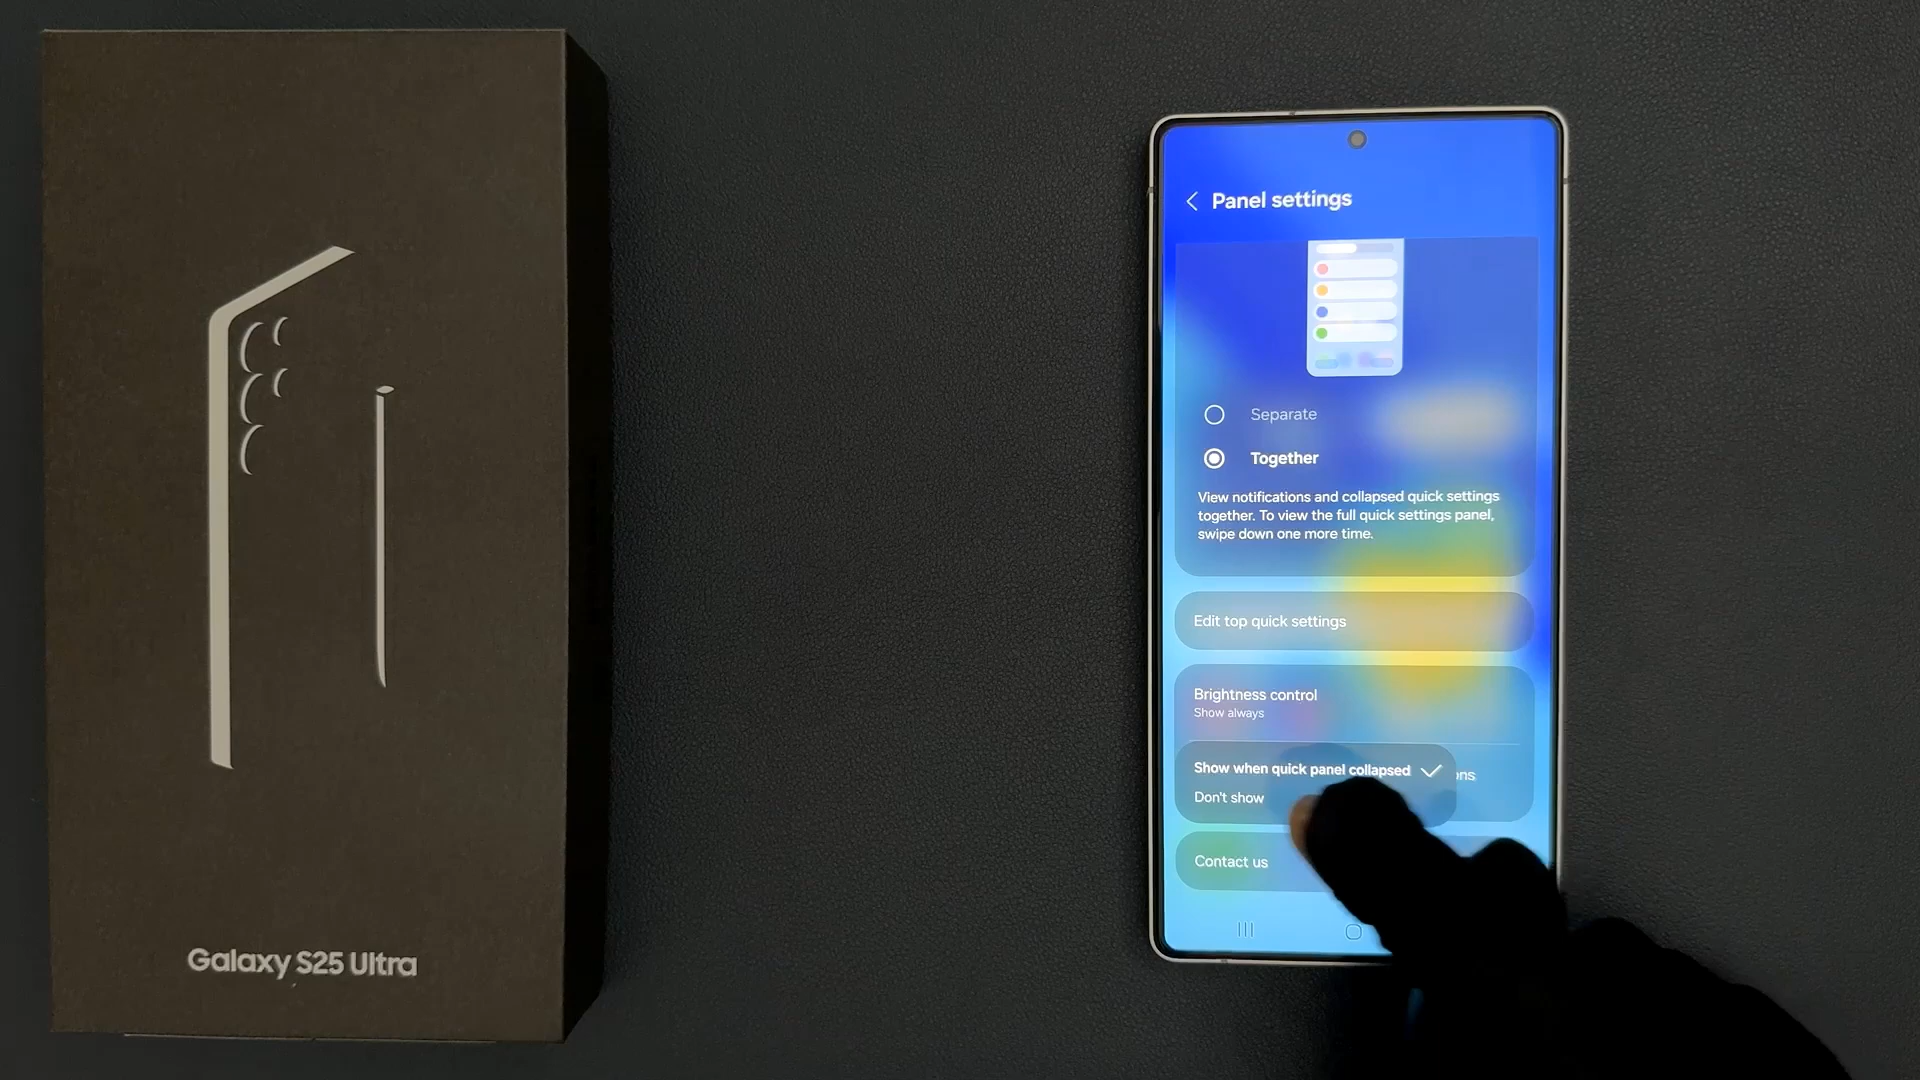 Galaxy S25 Ultra
Panel settings
Separate
Together
View notifications and collapsed quick settings
together. To view the full quick settings panel,
swipe down one more time.
Edit top quick settings
Brightness control
Show always
Show when quick panel collapsed
Don't show
Contact us